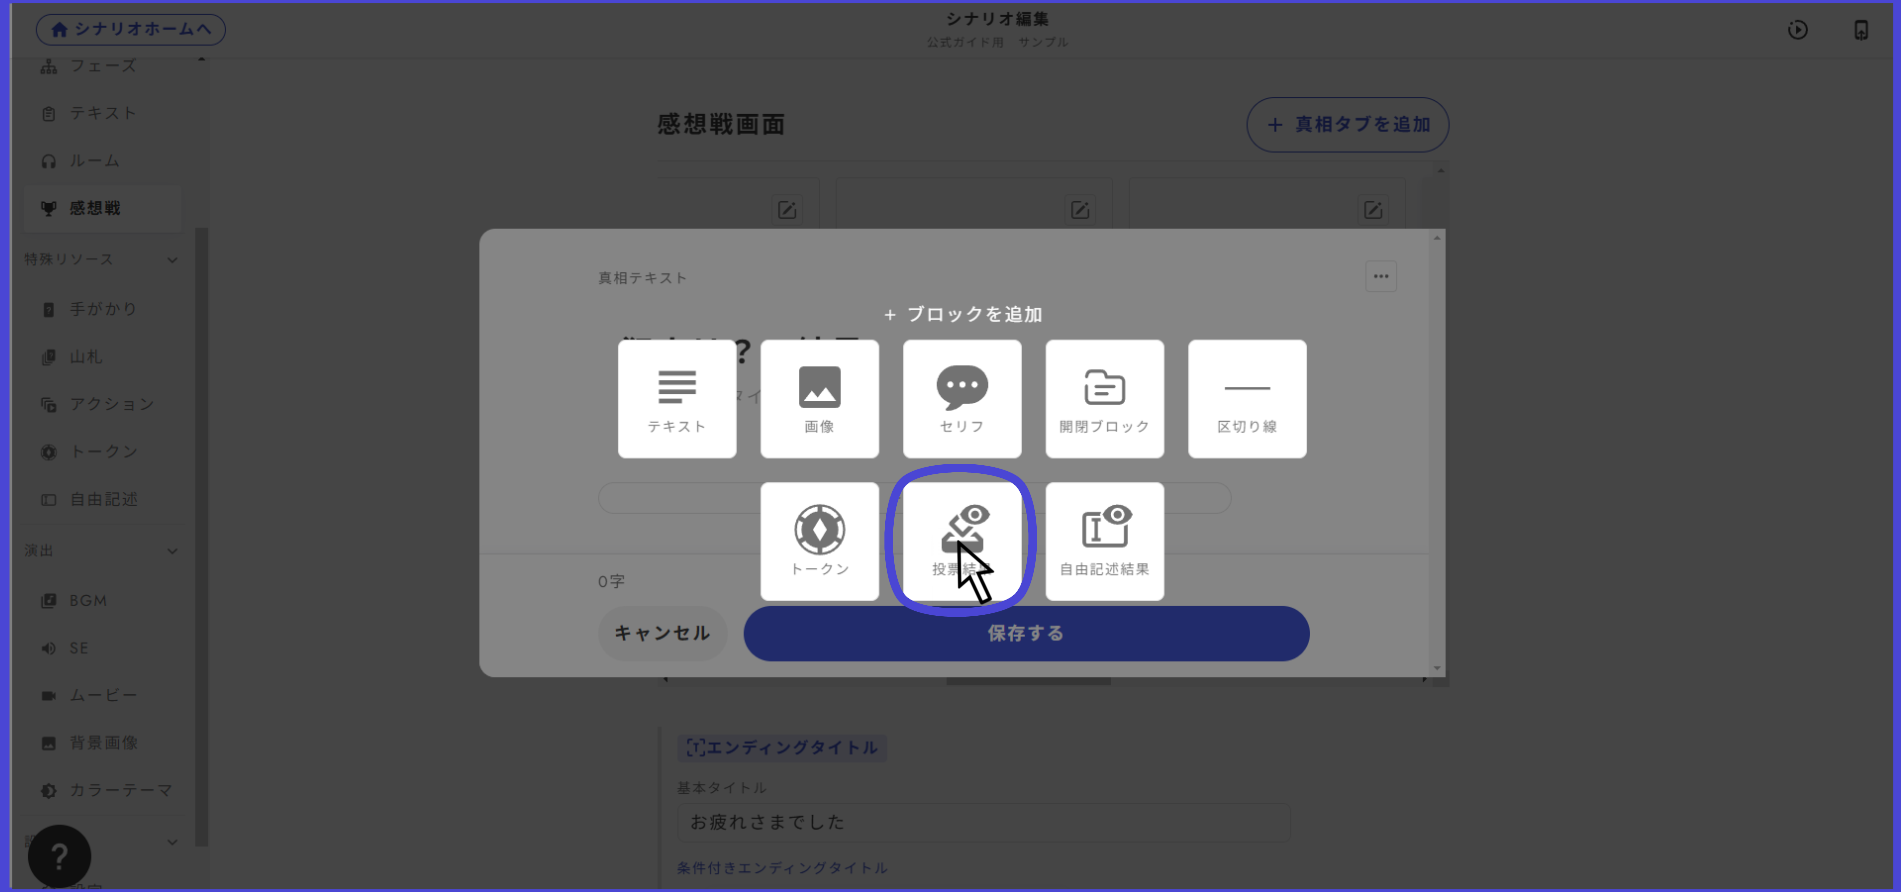 シナリオホームへ
シナリオ編集
公式ガイド用 サンプル
フェーズ
テキスト
ルーム
感想戦
特殊リソース
手がかり
山札
アクション
トークン
自由記述
演出
BGM
SE
ムービー
背景画像
カラーテーマ
?
感想戦画面
+ 真相タブを追加
真相テキスト
+ ブロックを追加
?
タイ
テキスト
画像
セリフ
開閉ブロック
区切り線
トークン
投票結
自由記述結果
0字
キャンセル
保存する
エンディングタイトル
基本タイトル
お疲れさまでした
条件付きエンディングタイトル